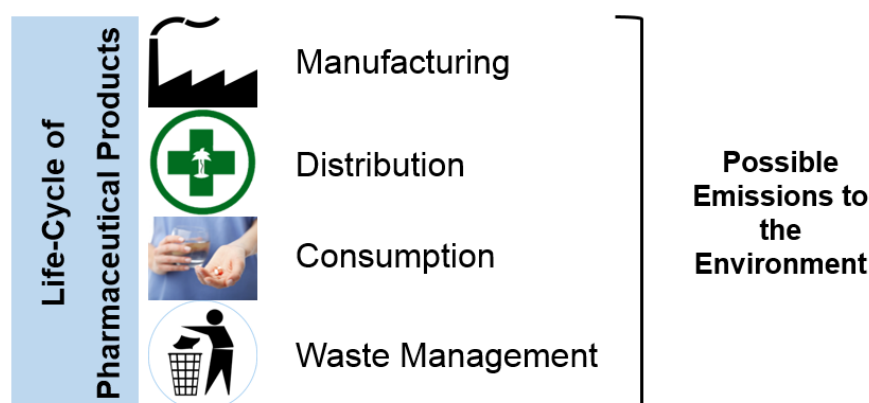 Life-Cycle of
Pharmaceutical Products
Manufacturing
Distribution
Consumption
Waste Management
Possible
Emissions to
the
Environment